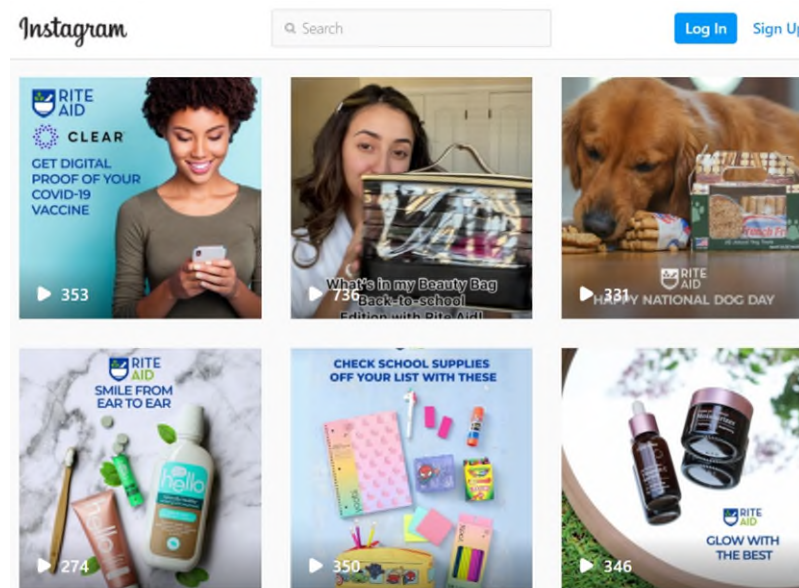 Instagram
Search
Log In
Sign Up
RITE
AID
CLEAR
GET DIGITAL
PROOF OF YOUR
COVID-19
VACCINE
353
What's in my Beauty Bag
Back-to-school
Edition with Rite Aid!
736
RITE
AID
HAPPY NATIONAL DOG DAY
331
RITE
AID
SMILE FROM
EAR TO EAR
hello
hello
274
CHECK SCHOOL SUPPLIES
OFF YOUR LIST WITH THESE
350
RITE
AID
GLOW WITH
THE BEST
346